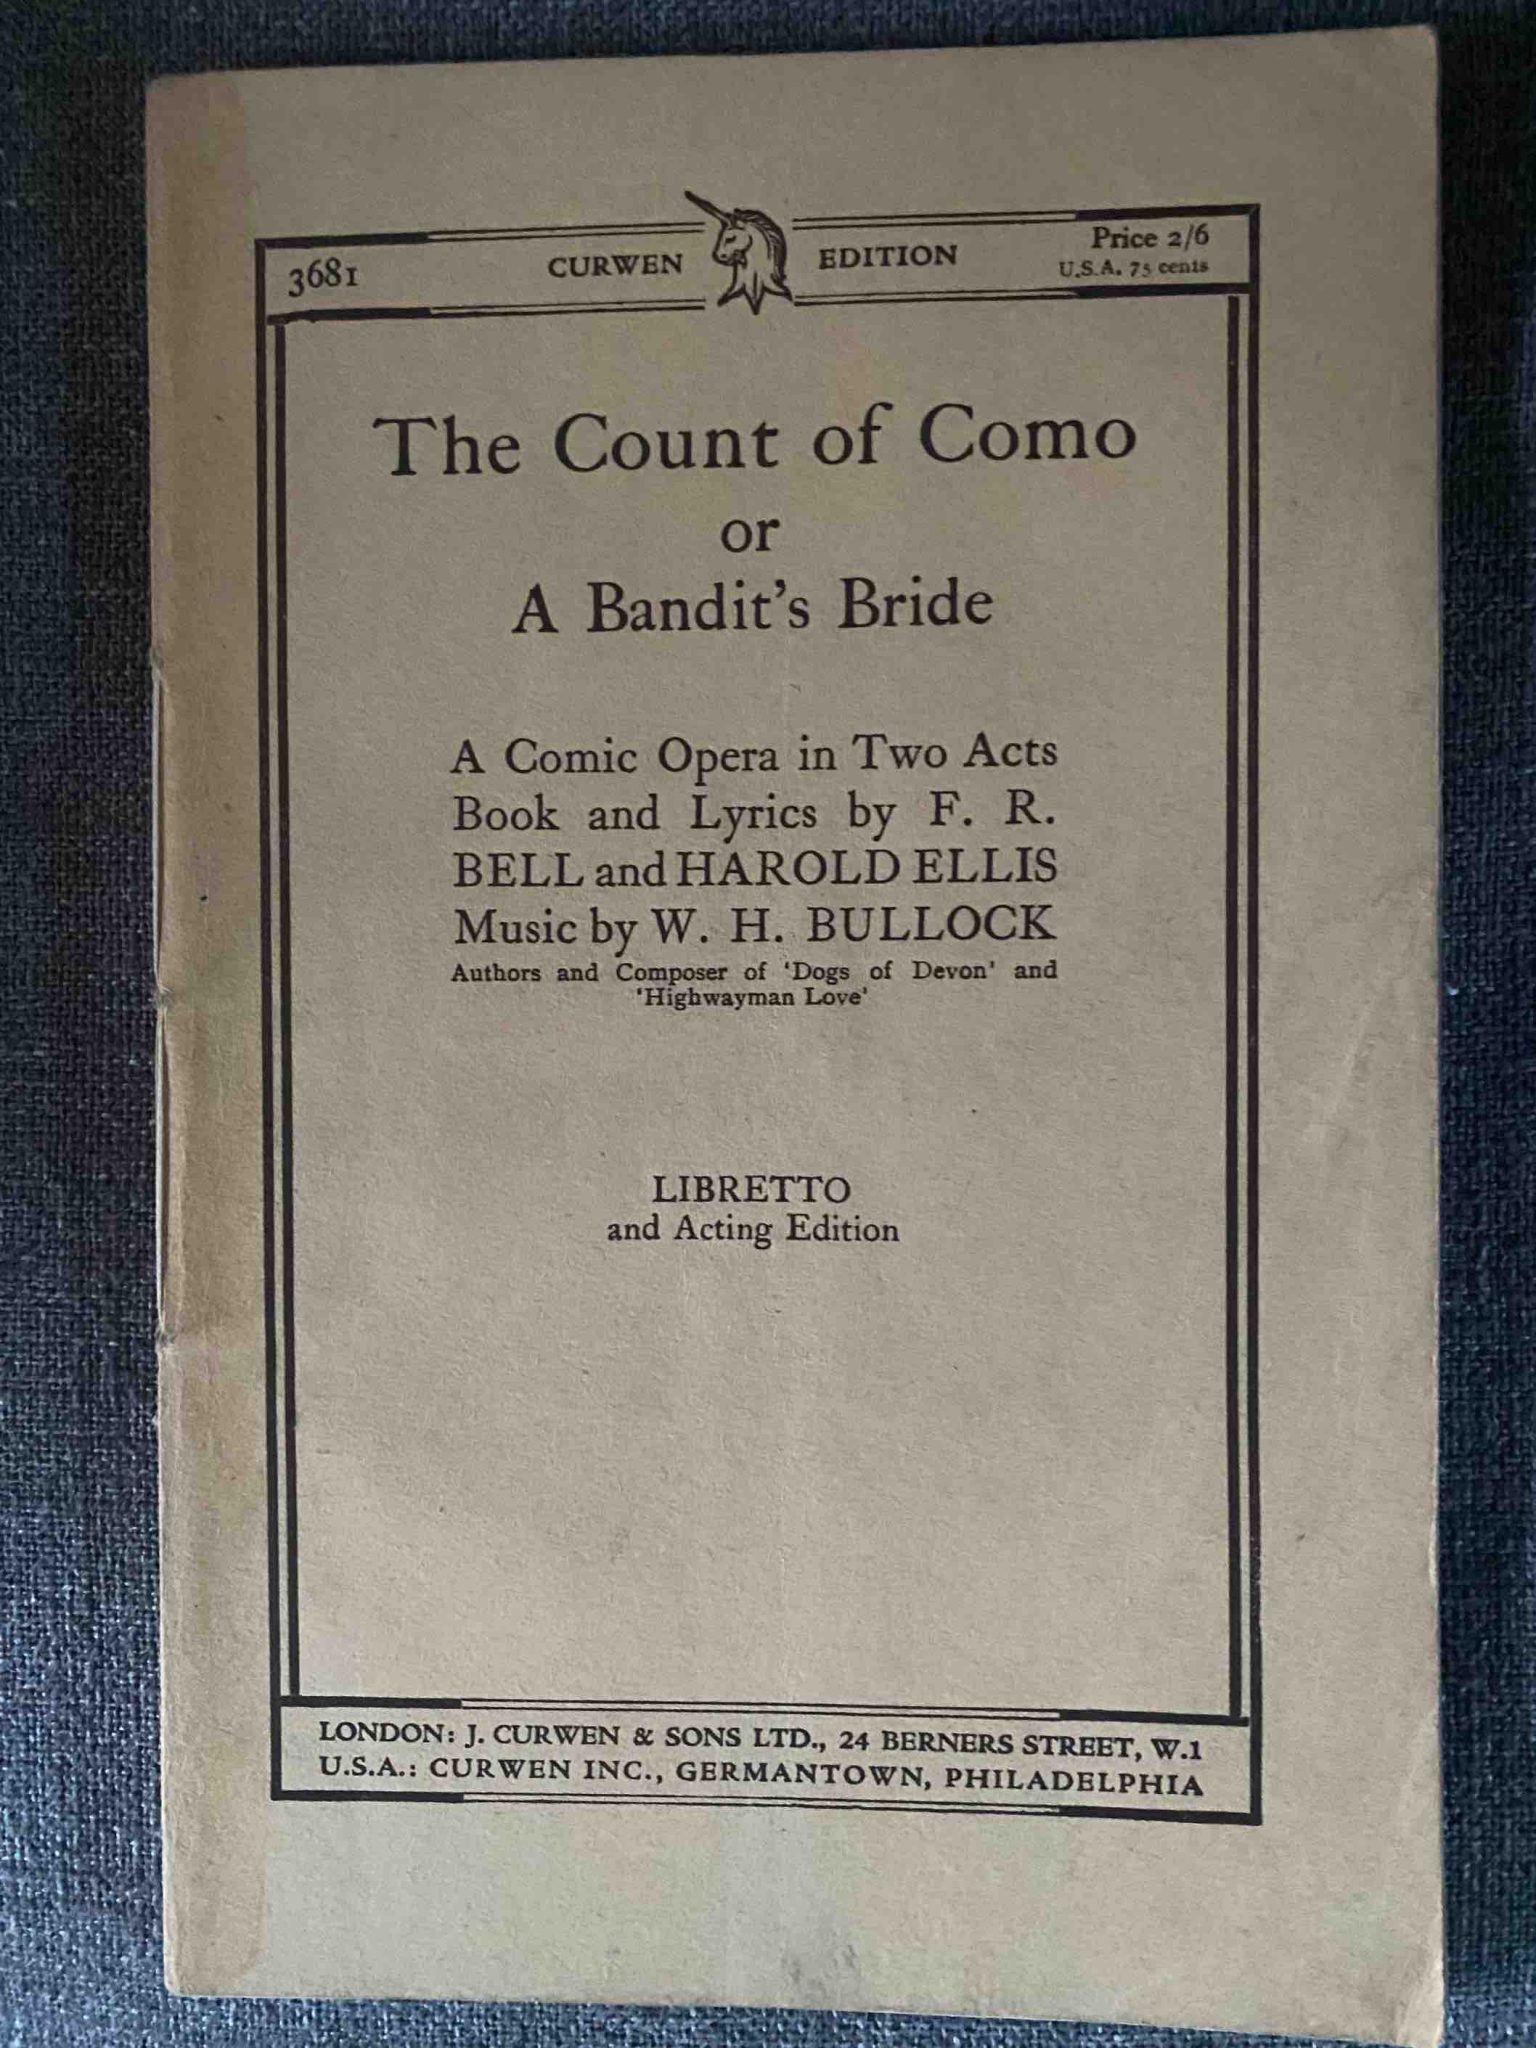 3681 CURWEN EDITION Price 2/6
U.S.A. 75 cents
The Count of Como
or
A Bandit's Bride
A Comic Opera in Two Acts
Book and Lyrics by F. R.
BELL and HAROLD ELLIS
Music by W. H. BULLOCK
Authors and Composer of 'Dogs of Devon' and
'Highwayman Love'
LIBRETTO
and Acting Edition
LONDON: J. CURWEN & SONS LTD., 24 BERNERS STREET, W.1
U.S.A.: CURWEN INC., GERMANTOWN, PHILADELPHIA